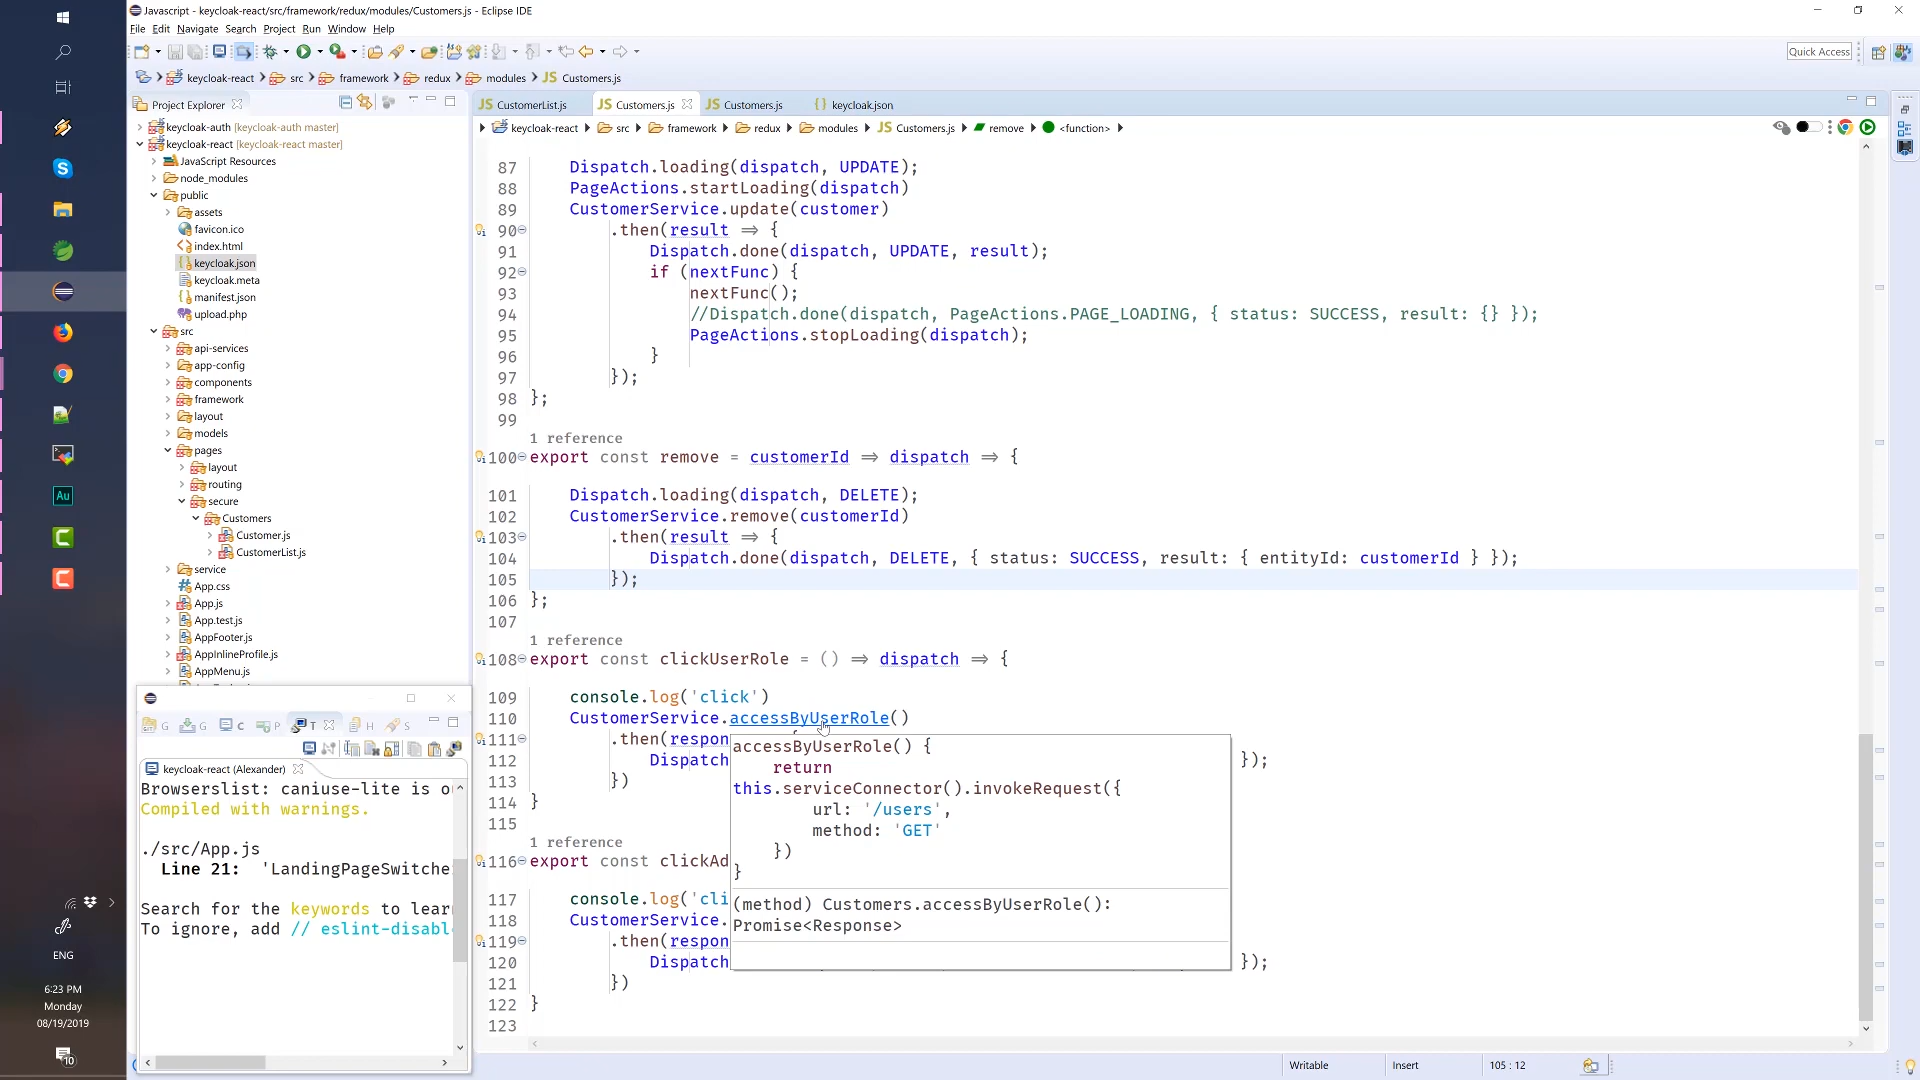 Javascript - keycloak-react/src/framework/redux/modules/Customers.js - Eclipse IDE
File Edit Navigate Search Project Run Window Help
Quick Access
keycloak-react src framework redux modules JS Customers.js
Project Explorer
JS CustomerList.js JS Customers.js JS Customers.js keycloak.json
keycloak-react src framework redux modules JS Customers.js remove <function>
keycloak-auth [keycloak-auth master]
keycloak-react [keycloak-react master]
JavaScript Resources
node_modules
public
assets
favicon.ico
index.html
keycloak.json
keycloak.meta
manifest.json
upload.php
src
api-services
app-config
components
framework
layout
models
pages
layout
routing
secure
Customers
Customer.js
CustomerList.js
service
App.css
App.js
App.test.js
AppFooter.js
AppInlineProfile.js
AppMenu.js
87 Dispatch.loading(dispatch, UPDATE);
88 PageActions.startLoading(dispatch)
89 CustomerService.update(customer)
90 .then(result ⇒ {
91 Dispatch.done(dispatch, UPDATE, result);
92 if (nextFunc) {
93 nextFunc();
94 //Dispatch.done(dispatch, PageActions.PAGE_LOADING, { status: SUCCESS, result: {} });
95 PageActions.stopLoading(dispatch);
96 }
97 });
98 };
99
1 reference
100 export const remove = customerId ⇒ dispatch ⇒ {
101 Dispatch.loading(dispatch, DELETE);
102 CustomerService.remove(customerId)
103 .then(result ⇒ {
104 Dispatch.done(dispatch, DELETE, { status: SUCCESS, result: { entityId: customerId } });
105 });
106 };
107
1 reference
108 export const clickUserRole = () ⇒ dispatch ⇒ {
109 console.log('click')
110 CustomerService.accessByUserRole()
111 .then(respon
112 Dispatch });
113 })
114 }
115
1 reference
116 export const clickAd
117 console.log('cli
118 CustomerService.
119 .then(respon
120 Dispatch });
121 })
122 }
123
accessByUserRole() {
return
this.serviceConnector().invokeRequest({
url: '/users',
method: 'GET'
})
}
(method) Customers.accessByUserRole():
Promise<Response>
G G C P T H S
keycloak-react (Alexander)
Browserslist: caniuse-lite is o
Compiled with warnings.
./src/App.js
Line 21: 'LandingPageSwitche
Search for the keywords to lear
To ignore, add // eslint-disabl
Au
ENG
6:23 PM
Monday
08/19/2019
10
Writable Insert 105 : 12